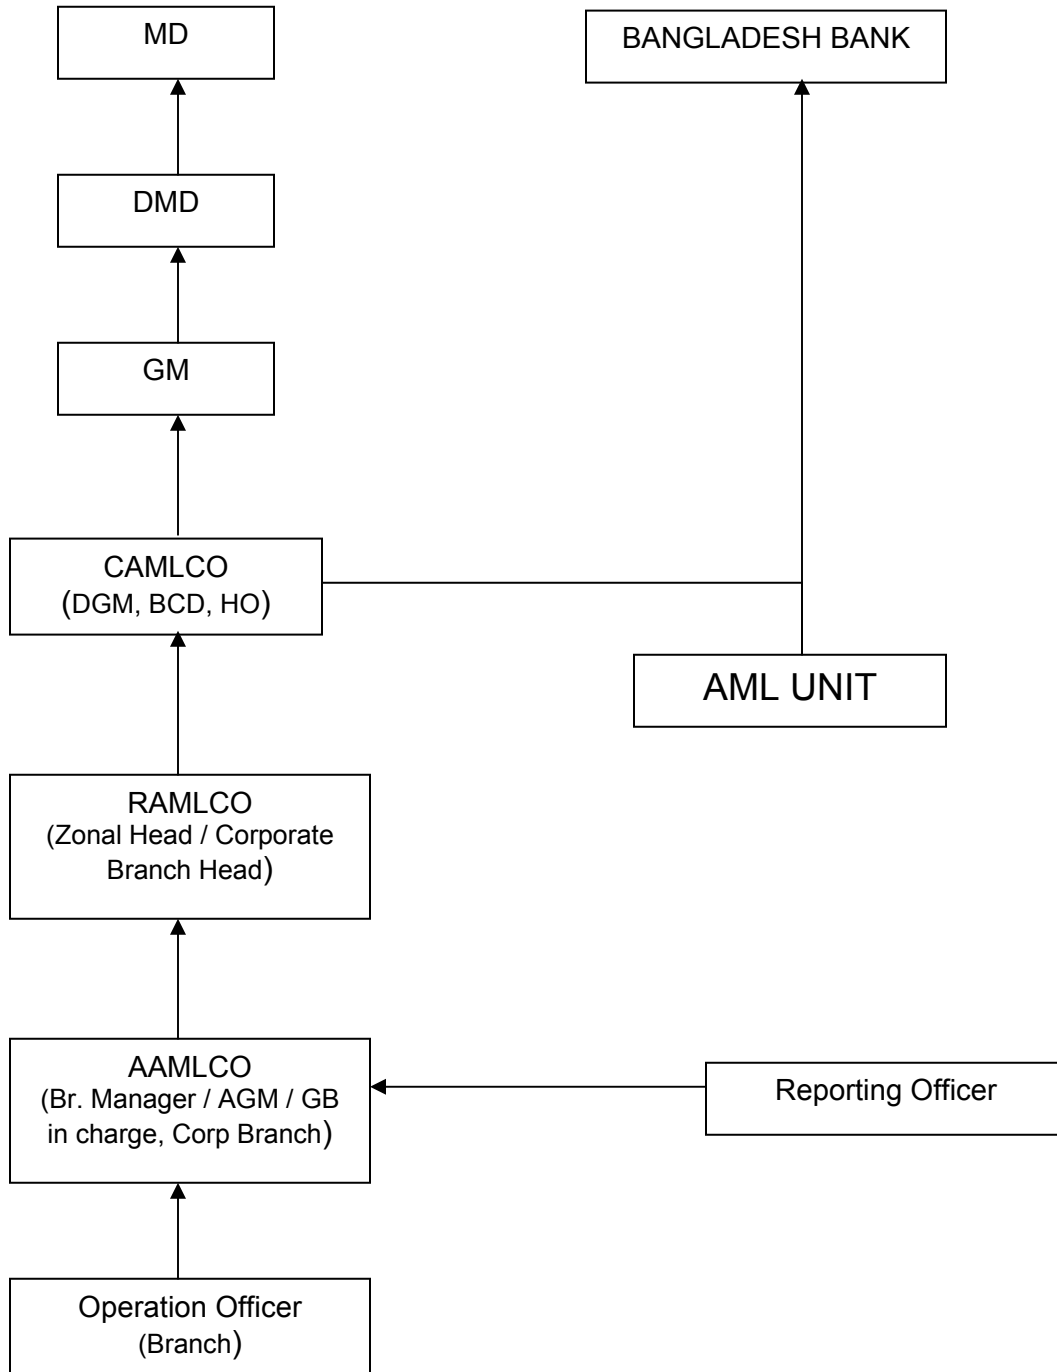 MD
BANGLADESH BANK
DMD
GM
CAMLCO
(DGM, BCD, HO)
AML UNIT
RAMLCO
(Zonal Head / Corporate
Branch Head)
AAMLCO
(Br. Manager / AGM / GB
in charge, Corp Branch)
Reporting Officer
Operation Officer
(Branch)